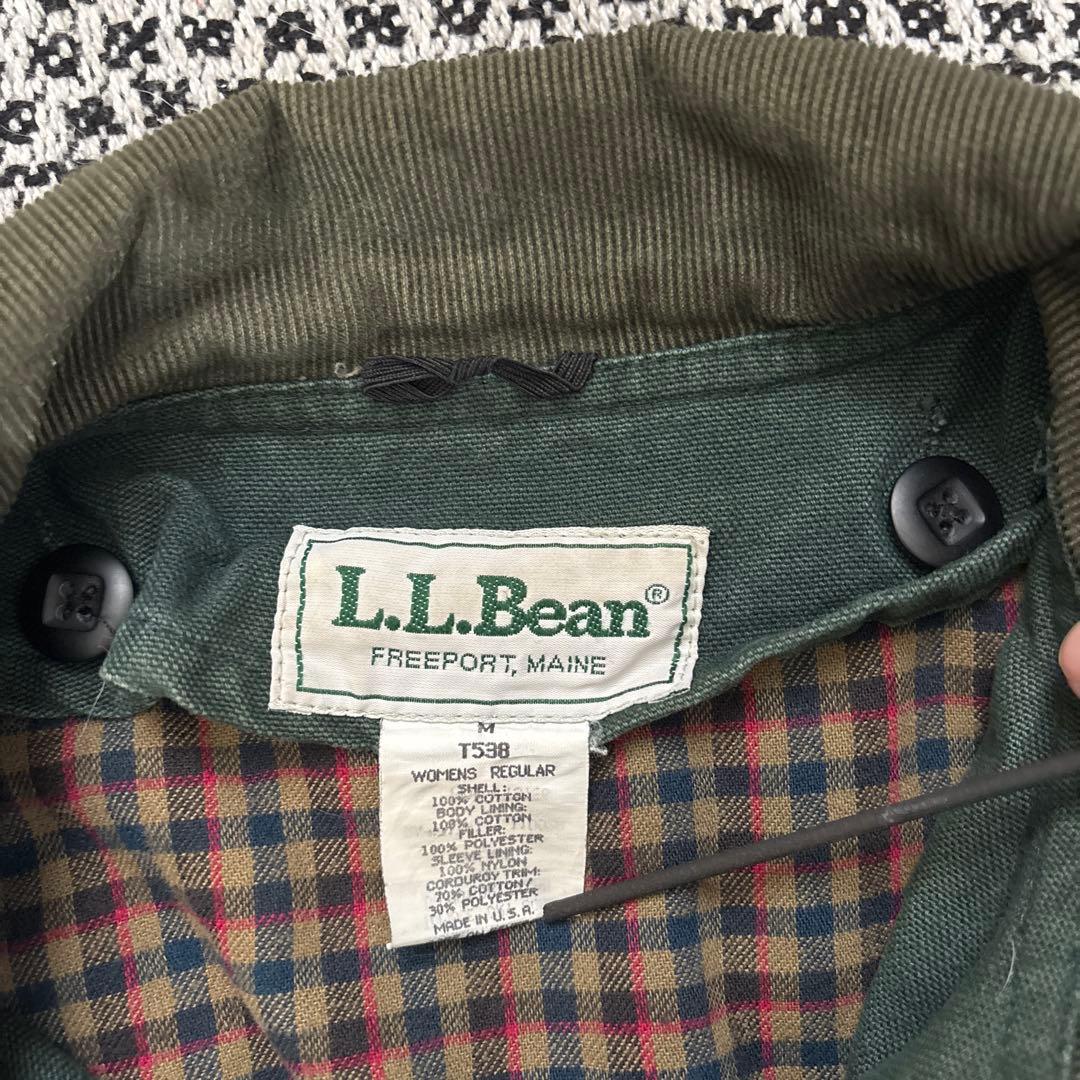 L.L.Bean®
FREEPORT, MAINE
M
T538
WOMENS REGULAR
SHELL:
100% COTTON
BODY LINING:
100% COTTON
FILLER:
100% POLYESTER
SLEEVE LINING:
100% NYLON
CORDUROY TRIM:
70% COTTON/
30% POLYESTER
MADE IN U.S.A.